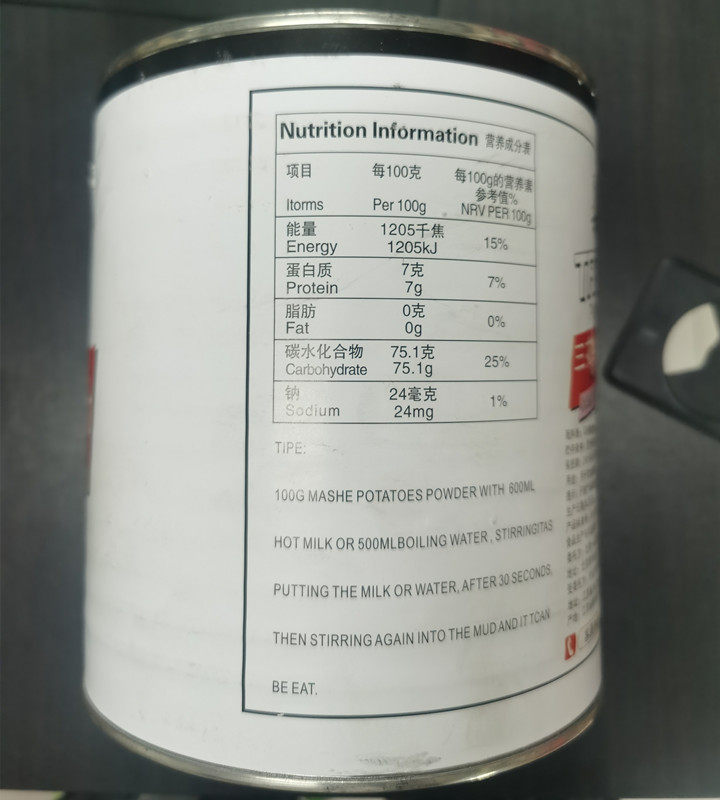 Nutrition Information 营养成分表
项目 每100克 每100g的营养素
参考值%
Itorms Per 100g NRV PER 100g
能量 1205千焦
Energy 1205kJ 15%
蛋白质 7克
Protein 7g 7%
脂肪 0克
Fat 0g 0%
碳水化合物 75.1克
Carbohydrate 75.1g 25%
钠 24毫克
Sodium 24mg 1%
TIPE:
100G MASHE POTATOES POWDER WITH 600ML
HOT MILK OR 500MLBOILING WATER , STIRRINGITAS
PUTTING THE MILK OR WATER, AFTER 30 SECONDS,
THEN STIRRING AGAIN INTO THE MUD AND IT TCAN
BE EAT.